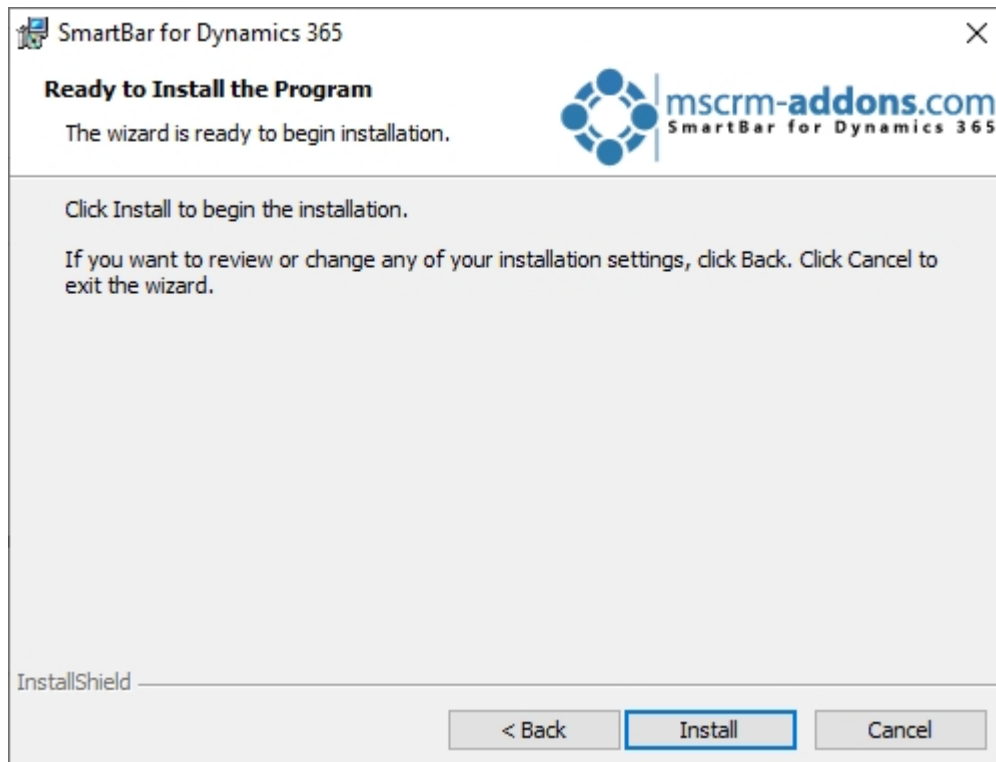 SmartBar for Dynamics 365
Ready to Install the Program
The wizard is ready to begin installation.
mscrm-addons.com
SmartBar for Dynamics 365
Click Install to begin the installation.
If you want to review or change any of your installation settings, click Back. Click Cancel to
exit the wizard.
InstallShield
< Back
Install
Cancel